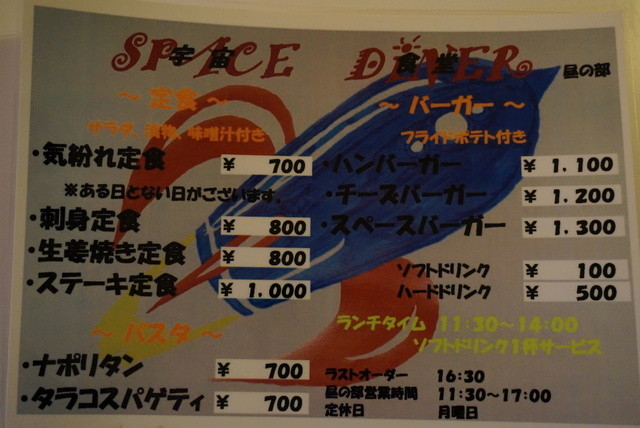 SPACE DINER
宇宙 食堂
昼の部
～ 定食 ～
サラダ、漬物、味噌汁付き
・気紛れ定食 ¥ 700
※ある日とない日がございます。
・刺身定食 ¥ 800
・生姜焼き定食 ¥ 800
・ステーキ定食 ¥ 1,000
～ パスタ ～
・ナポリタン ¥ 700
・タラコスパゲティ ¥ 700
～ バーガー ～
フライドポテト付き
・ハンバーガー ¥ 1,100
・チーズバーガー ¥ 1,200
・スペースバーガー ¥ 1,300
ソフトドリンク ¥ 100
ハードドリンク ¥ 500
ランチタイム 11:30～14:00
ソフトドリンク1杯サービス
ラストオーダー 16:30
昼の部営業時間 11:30～17:00
定休日 月曜日